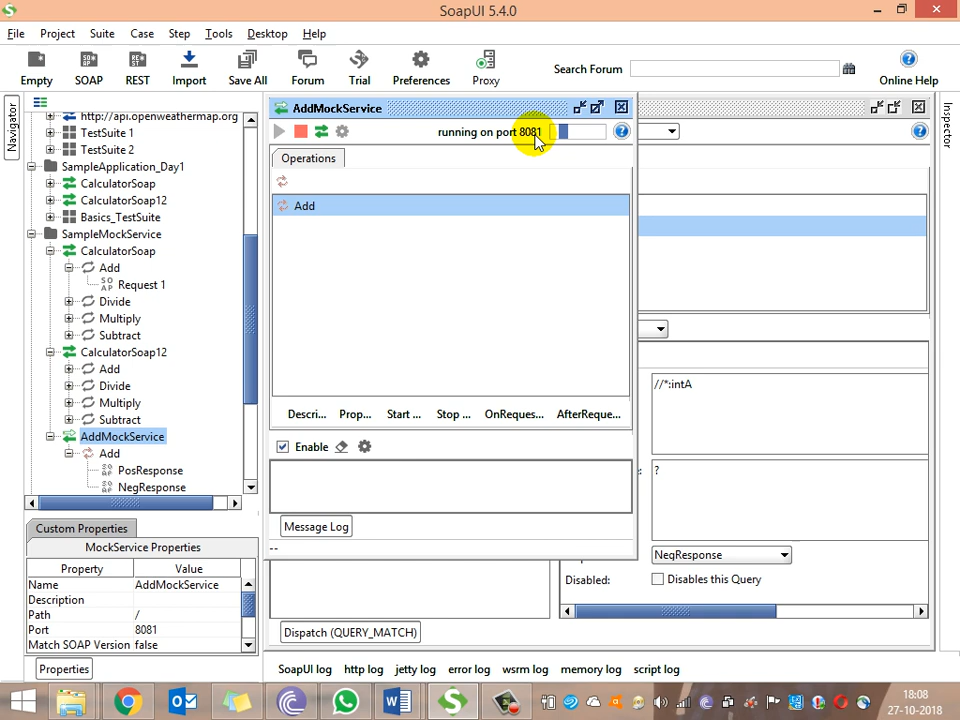 SoapUI 5.4.0
File Project Suite Case Step Tools Desktop Help
Empty SOAP REST Import Save All Forum Trial Preferences Proxy Search Forum Online Help
Navigator
http://api.openweathermap.org
TestSuite 1
TestSuite 2
SampleApplication_Day1
CalculatorSoap
CalculatorSoap12
Basics_TestSuite
SampleMockService
CalculatorSoap
Add
Request 1
Divide
Multiply
Subtract
CalculatorSoap12
Add
Divide
Multiply
Subtract
AddMockService
Add
PosResponse
NegResponse
Custom Properties
MockService Properties
Property Value
Name AddMockService
Description
Path /
Port 8081
Match SOAP Version false
Properties
AddMockService
running on port 8081
Operations
Add
Descri... Prop... Start ... Stop ... OnReques... AfterReque...
Enable
Message Log
--
//*:intA
?
NegResponse
Disabled: Disables this Query
Dispatch (QUERY_MATCH)
Inspector
SoapUI log http log jetty log error log wsrm log memory log script log
18:08
27-10-2018